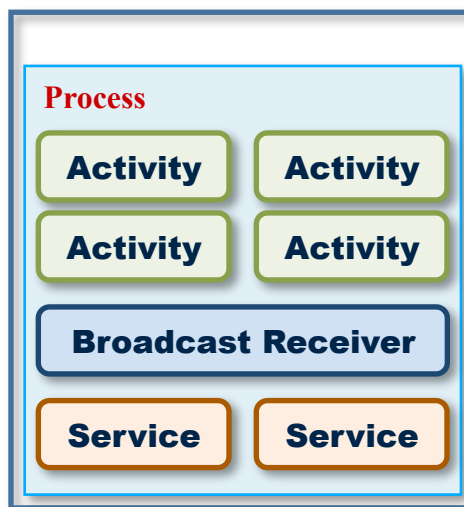 Process
Activity Activity
Activity Activity
Broadcast Receiver
Service Service